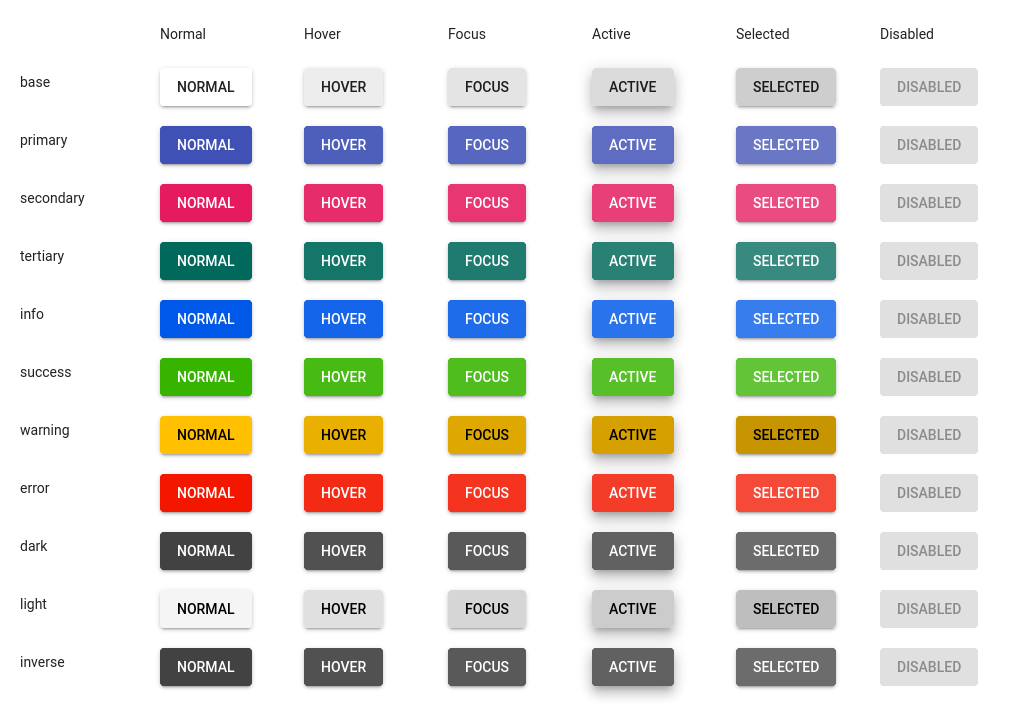 Normal Hover Focus Active Selected Disabled
base NORMAL HOVER FOCUS ACTIVE SELECTED DISABLED
primary NORMAL HOVER FOCUS ACTIVE SELECTED DISABLED
secondary NORMAL HOVER FOCUS ACTIVE SELECTED DISABLED
tertiary NORMAL HOVER FOCUS ACTIVE SELECTED DISABLED
info NORMAL HOVER FOCUS ACTIVE SELECTED DISABLED
success NORMAL HOVER FOCUS ACTIVE SELECTED DISABLED
warning NORMAL HOVER FOCUS ACTIVE SELECTED DISABLED
error NORMAL HOVER FOCUS ACTIVE SELECTED DISABLED
dark NORMAL HOVER FOCUS ACTIVE SELECTED DISABLED
light NORMAL HOVER FOCUS ACTIVE SELECTED DISABLED
inverse NORMAL HOVER FOCUS ACTIVE SELECTED DISABLED